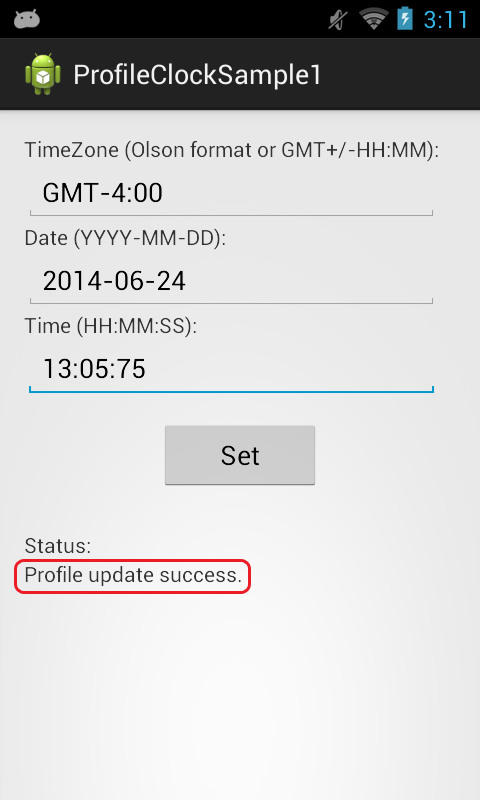 3:11
ProfileClockSample1
TimeZone (Olson format or GMT+/-HH:MM):
GMT-4:00
Date (YYYY-MM-DD):
2014-06-24
Time (HH:MM:SS):
13:05:75
Set
Status:
Profile update success.